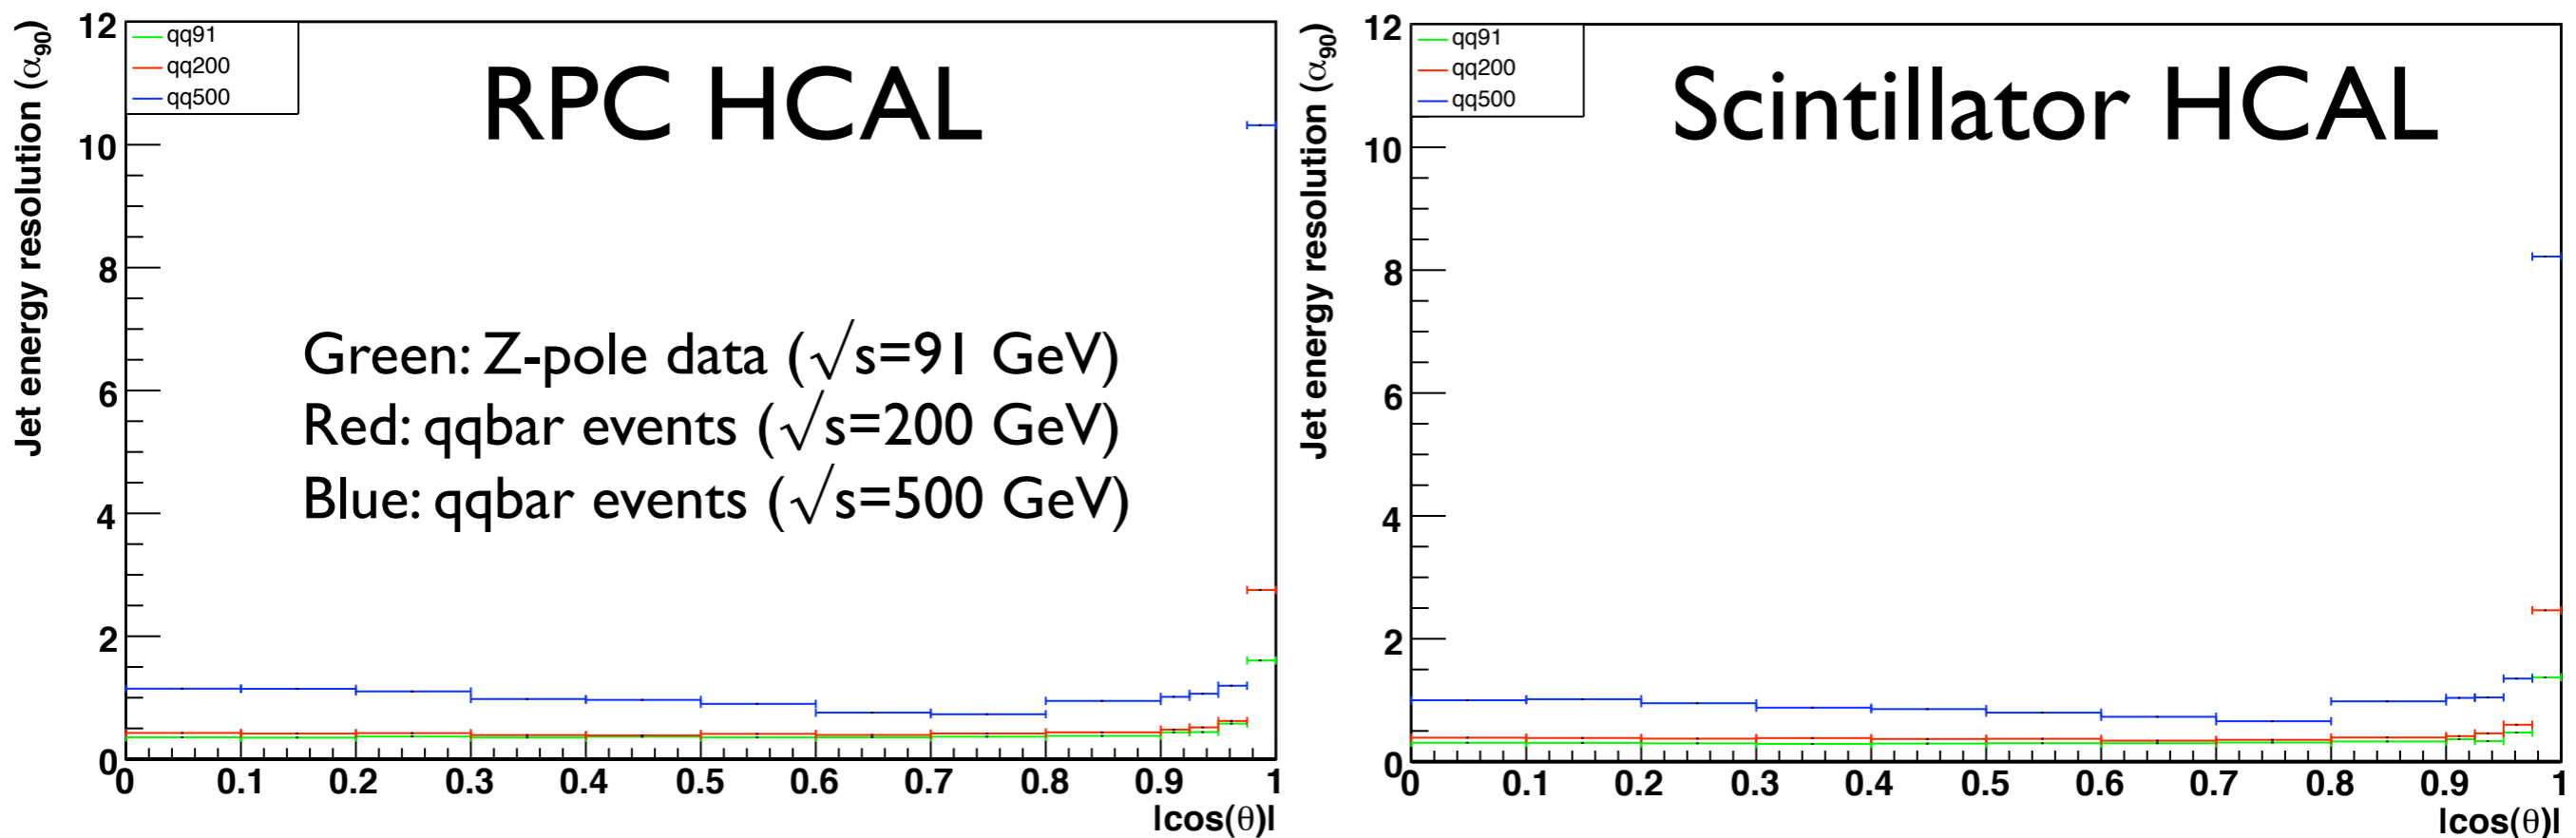 Jet energy resolution (α90)
12
10
8
6
4
2
0
qq91
qq200
qq500
RPC HCAL
Green: Z-pole data (√s=91 GeV)
Red: qqbar events (√s=200 GeV)
Blue: qqbar events (√s=500 GeV)
0 0.1 0.2 0.3 0.4 0.5 0.6 0.7 0.8 0.9 1
|cos(θ)|
Jet energy resolution (α90)
12
10
8
6
4
2
0
qq91
qq200
qq500
Scintillator HCAL
0 0.1 0.2 0.3 0.4 0.5 0.6 0.7 0.8 0.9 1
|cos(θ)|